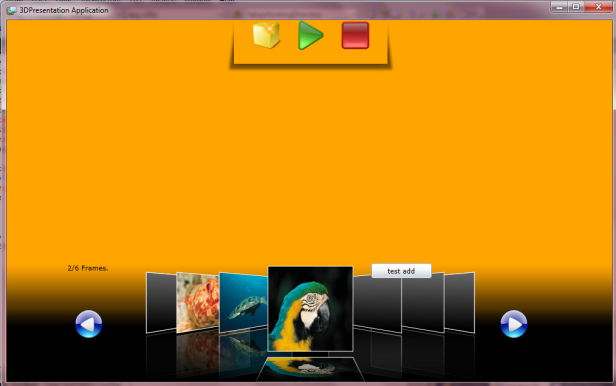 3DPresentation Application
2/6 Frames.
test add